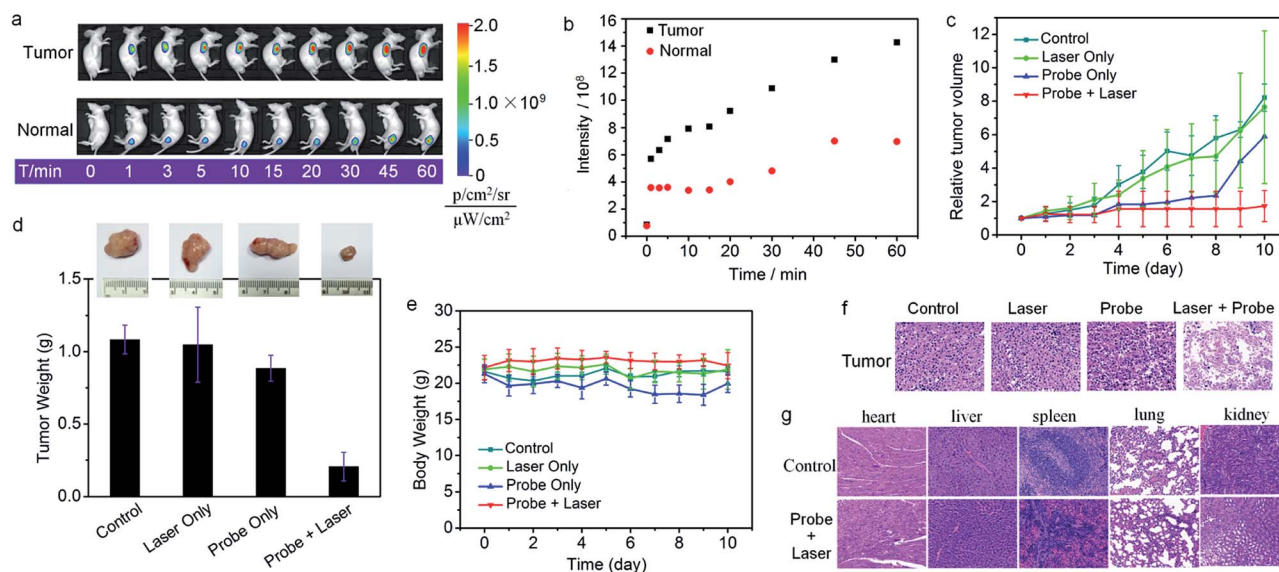 a
Tumor
Normal
T/min 0 1 3 5 10 15 20 30 45 60
2.0
1.5
1.0 × 10⁹
0.5
0.0
p/cm²/sr
μW/cm²
b
Tumor
Normal
Intensity / 10⁸
16
14
12
10
8
6
4
2
0
0 10 20 30 40 50 60
Time / min
c
Control
Laser Only
Probe Only
Probe + Laser
Relative tumor volume
12
10
8
6
4
2
0
0 2 4 6 8 10
Time (day)
d
Tumor Weight (g)
1.5
1.0
0.5
0.0
Control
Laser Only
Probe Only
Probe + Laser
e
Body Weight (g)
30
25
20
15
10
5
0
Control
Laser Only
Probe Only
Probe + Laser
0 2 4 6 8 10
Time (day)
f
Control Laser Probe Laser + Probe
Tumor
g
heart liver spleen lung kidney
Control
Probe
+
Laser